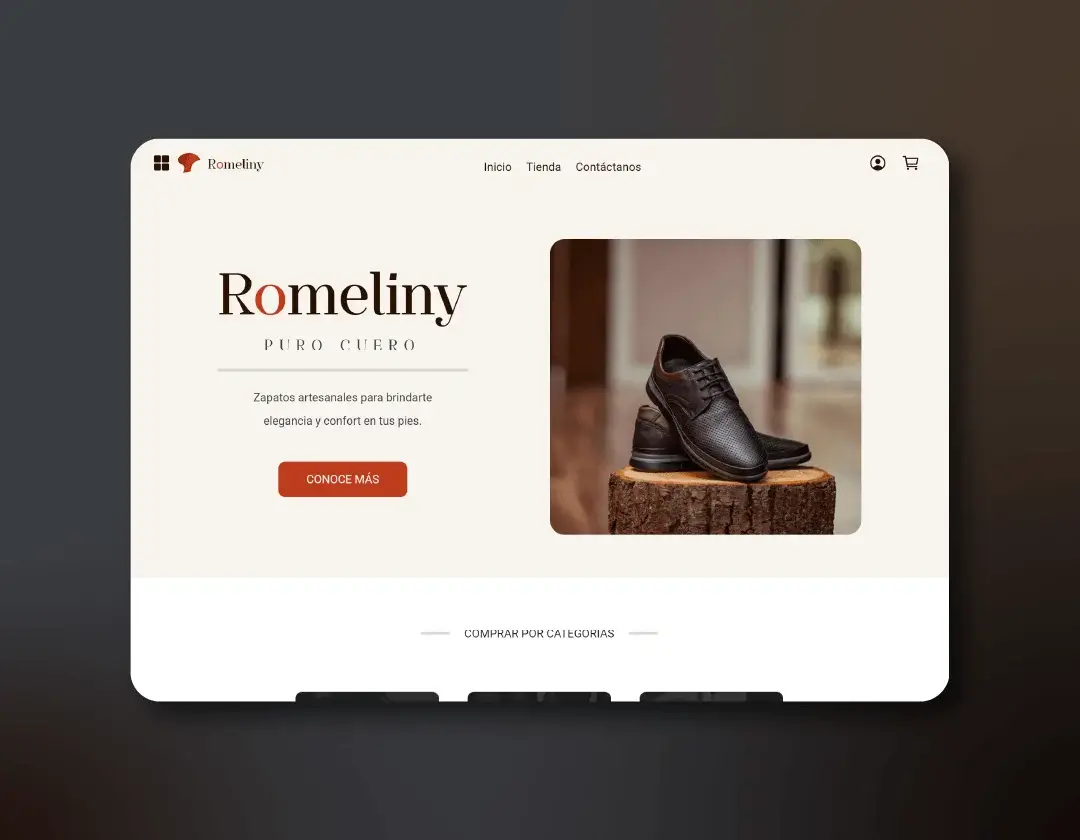 Romeliny
Inicio Tienda Contáctanos
Romeliny
PURO CUERO
Zapatos artesanales para brindarte
elegancia y confort en tus pies.
CONOCE MÁS
COMPRAR POR CATEGORIAS